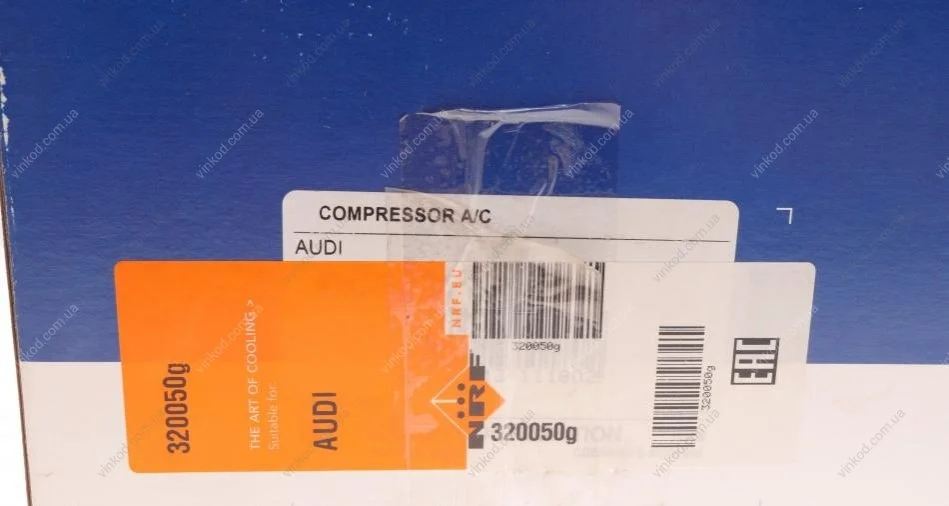 COMPRESSOR A/C
AUDI
320050g
THE ART OF COOLING >
Suitable for
AUDI
NRF.EU
NRF
320050g
320050g
320050g
EAC
vinkod.com.ua